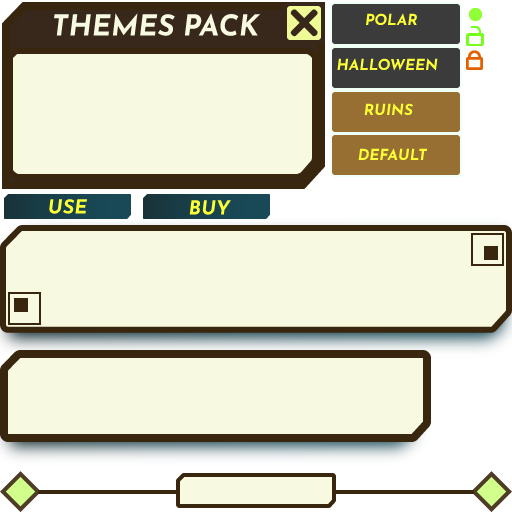 THEMES PACK
POLAR
HALLOWEEN
RUINS
DEFAULT
USE
BUY